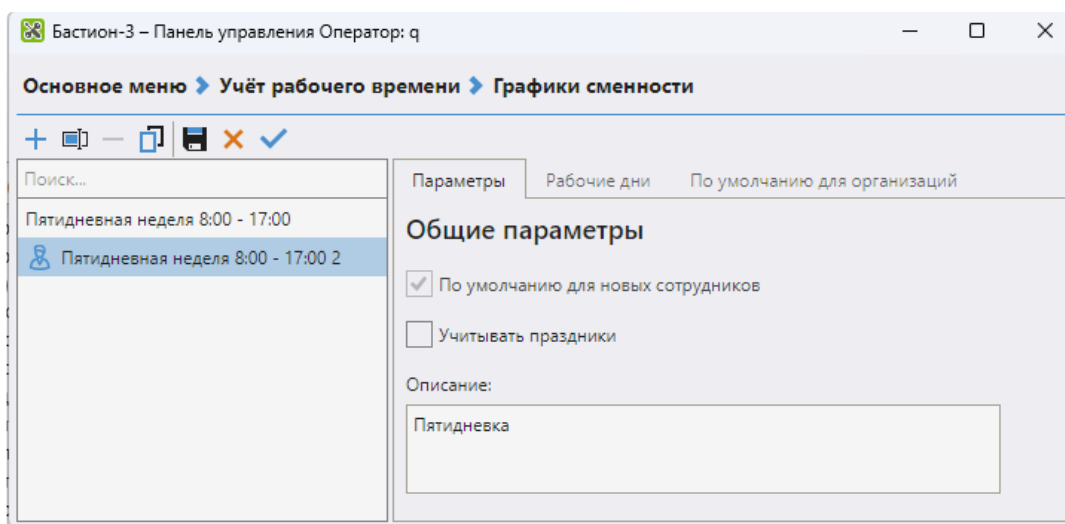 Бастион-3 – Панель управления Оператор: q
Основное меню Учёт рабочего времени Графики сменности
Поиск...
Пятидневная неделя 8:00 - 17:00
Пятидневная неделя 8:00 - 17:00 2
Параметры Рабочие дни По умолчанию для организаций
Общие параметры
По умолчанию для новых сотрудников
Учитывать праздники
Описание:
Пятидневка